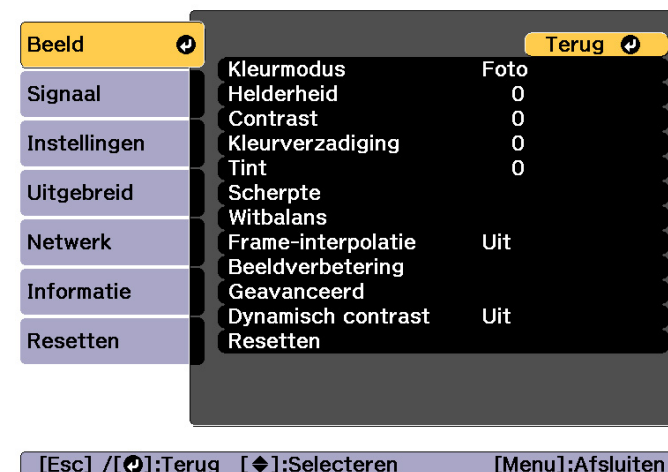 Beeld
Signaal
Instellingen
Uitgebreid
Netwerk
Informatie
Resetten
Terug
Kleurmodus Foto
Helderheid 0
Contrast 0
Kleurverzadiging 0
Tint 0
Scherpte
Witbalans
Frame-interpolatie Uit
Beeldverbetering
Geavanceerd
Dynamisch contrast Uit
Resetten
[Esc] /[⏎]:Terug [◆]:Selecteren [Menu]:Afsluiten